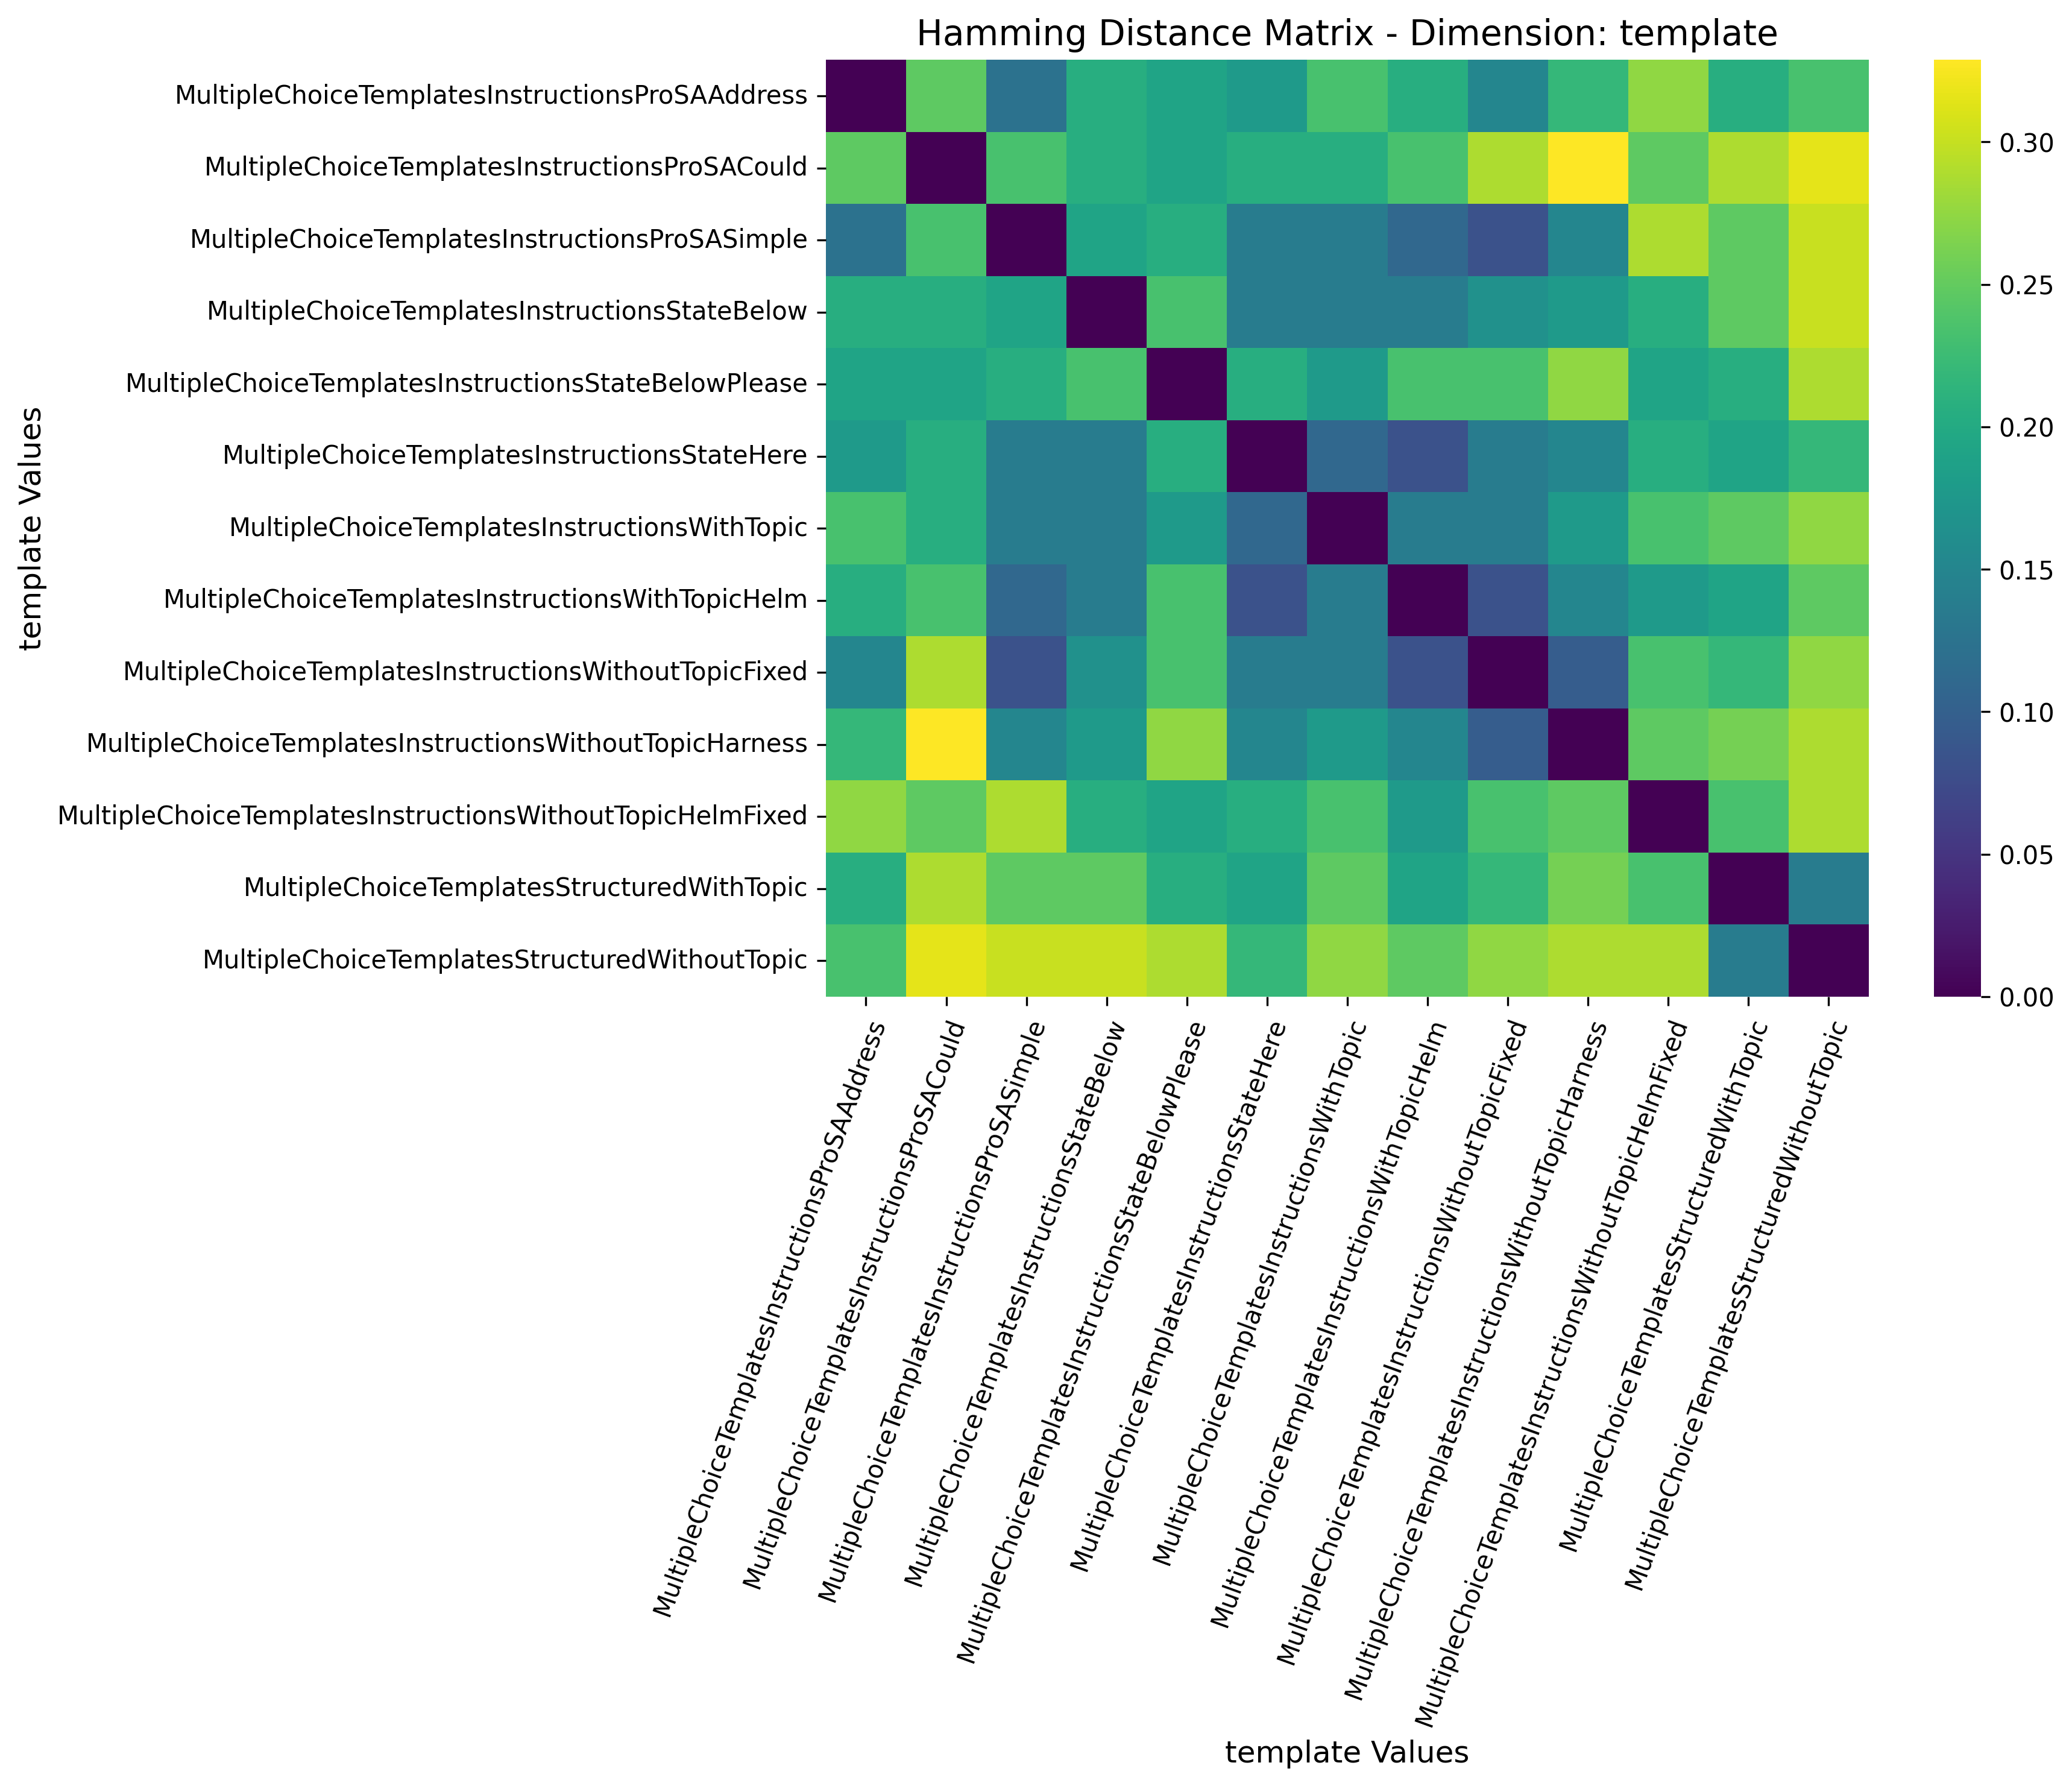 Hamming Distance Matrix - Dimension: template
template Values
MultipleChoiceTemplatesInstructionsProSAAddress
MultipleChoiceTemplatesInstructionsProSACould
MultipleChoiceTemplatesInstructionsProSASimple
MultipleChoiceTemplatesInstructionsStateBelow
MultipleChoiceTemplatesInstructionsStateBelowPlease
MultipleChoiceTemplatesInstructionsStateHere
MultipleChoiceTemplatesInstructionsWithTopic
MultipleChoiceTemplatesInstructionsWithTopicHelm
MultipleChoiceTemplatesInstructionsWithoutTopicFixed
MultipleChoiceTemplatesInstructionsWithoutTopicHarness
MultipleChoiceTemplatesInstructionsWithoutTopicHelmFixed
MultipleChoiceTemplatesStructuredWithTopic
MultipleChoiceTemplatesStructuredWithoutTopic
0.30
0.25
0.20
0.15
0.10
0.05
0.00
MultipleChoiceTemplatesInstructionsProSAAddress
MultipleChoiceTemplatesInstructionsProSACould
MultipleChoiceTemplatesInstructionsProSASimple
MultipleChoiceTemplatesInstructionsStateBelow
MultipleChoiceTemplatesInstructionsStateBelowPlease
MultipleChoiceTemplatesInstructionsStateHere
MultipleChoiceTemplatesInstructionsWithTopic
MultipleChoiceTemplatesInstructionsWithTopicHelm
MultipleChoiceTemplatesInstructionsWithoutTopicFixed
MultipleChoiceTemplatesInstructionsWithoutTopicHarness
MultipleChoiceTemplatesInstructionsWithoutTopicHelmFixed
MultipleChoiceTemplatesStructuredWithTopic
MultipleChoiceTemplatesStructuredWithoutTopic
template Values